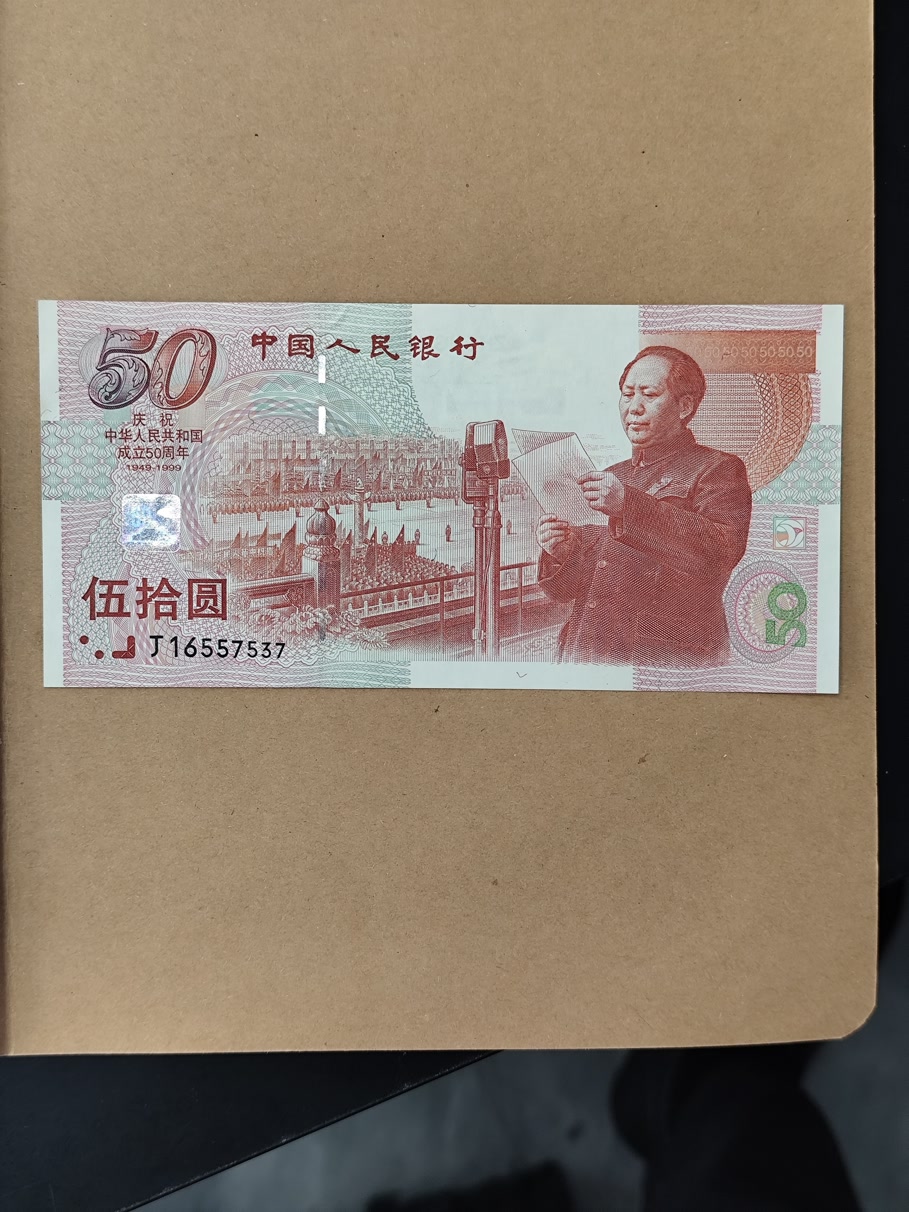 50
中国人民银行
庆祝
中华人民共和国
成立50周年
1949-1999
伍拾圆
J16557537
50